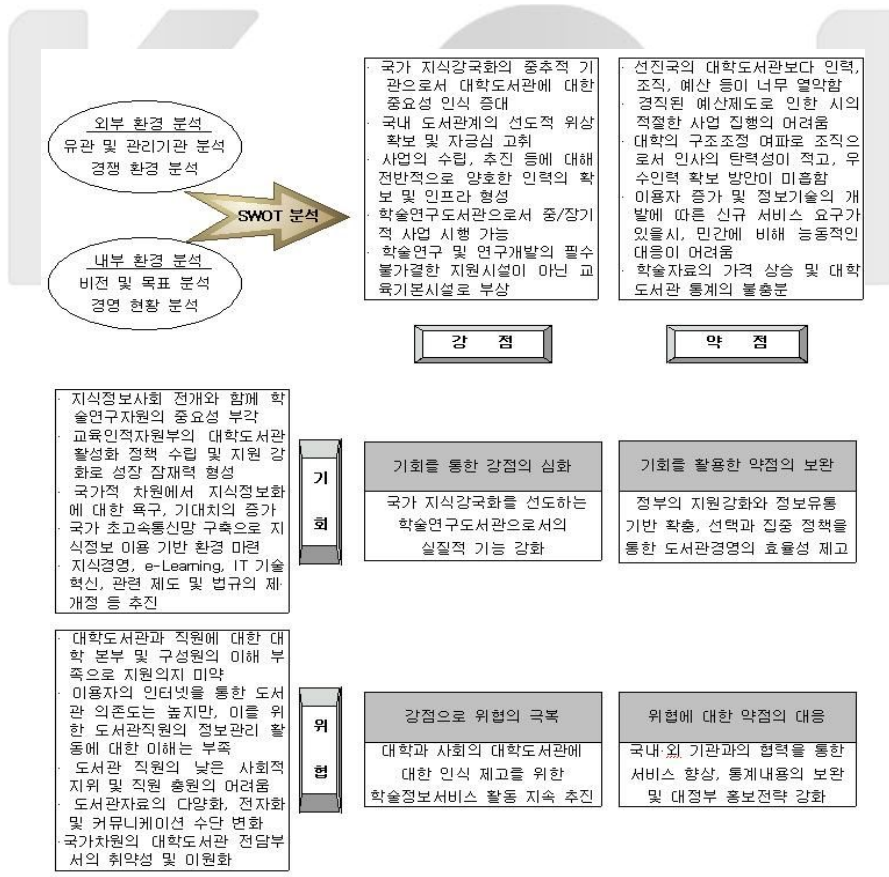 외부 환경 분석
유관 및 관리기관 분석
경쟁 환경 분석
SWOT 분석
내부 환경 분석
비전 및 목표 분석
경영 현황 분석
· 국가 지식강국화의 중추적 기
관으로서 대학도서관에 대한
중요성 인식 증대
· 국내 도서관계의 선도적 위상
확보 및 자긍심 고취
· 사업의 수립, 추진 등에 대해
전반적으로 양호한 인력의 확
보 및 인프라 형성
· 학술연구도서관으로서 중/장기
적 사업 시행 가능
· 학술연구 및 연구개발의 필수
불가결한 지원시설이 아닌 교
육기본시설로 부상
강 점
· 선진국의 대학도서관보다 인력,
조직, 예산 등이 너무 열악함
· 경직된 예산제도로 인한 시의
적절한 사업 집행의 어려움
· 대학의 구조조정 여파로 조직으
로서 인사의 탄력성이 적고, 우
수인력 확보 방안이 미흡함
· 이용자 증가 및 정보기술의 개
발에 따른 신규 서비스 요구가
있을시, 민간에 비해 능동적인
대응이 어려움
· 학술자료의 가격 상승 및 대학
도서관 통계의 불충분
약 점
· 지식정보사회 전개와 함께 학
술연구자원의 중요성 부각
· 교육인적자원부의 대학도서관
활성화 정책 수립 및 지원 강
화로 성장 잠재력 형성
· 국가적 차원에서 지식정보화
에 대한 욕구, 기대치의 증가
· 국가 초고속통신망 구축으로 지
식정보 이용 기반 환경 마련
· 지식경영, e-Learning, IT 기술
혁신, 관련 제도 및 법규의 제·
개정 등 추진
기
회
기회를 통한 강점의 심화
국가 지식강국화를 선도하는
학술연구도서관으로서의
실질적 기능 강화
기회를 활용한 약점의 보완
정부의 지원강화와 정보유통
기반 확충, 선택과 집중 정책을
통한 도서관경영의 효율성 제고
· 대학도서관과 직원에 대한 대
학 본부 및 구성원의 이해 부
족으로 지원의지 미약
· 이용자의 인터넷을 통한 도서
관 의존도는 높지만, 이를 위
한 도서관직원의 정보관리 활
동에 대한 이해는 부족
· 도서관 직원의 낮은 사회적
지위 및 직원 충원의 어려움
· 도서관자료의 다양화, 전자화
및 커뮤니케이션 수단 변화
· 국가차원의 대학도서관 전담부
서의 취약성 및 이원화
위
협
강점으로 위협의 극복
대학과 사회의 대학도서관에
대한 인식 제고를 위한
학술정보서비스 활동 지속 추진
위협에 대한 약점의 대응
국내·외 기관과의 협력을 통한
서비스 향상, 통계내용의 보완
및 대정부 홍보전략 강화